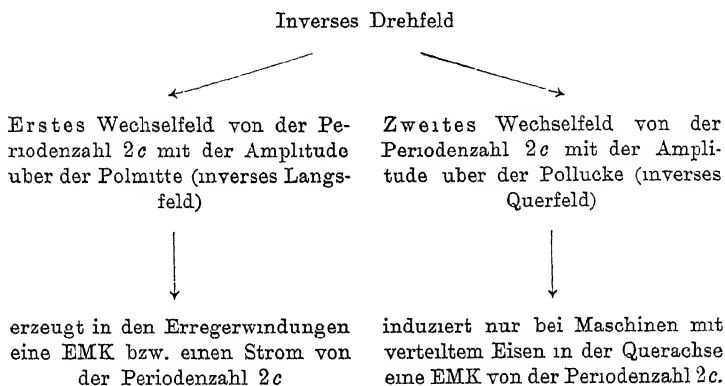 Inverses Drehfeld
Erstes Wechselfeld von der Pe-
riodenzahl 2c mit der Amplitude
uber der Polmitte (inverses Langs-
feld)
Zweites Wechselfeld von der
Periodenzahl 2c mit der Ampli-
tude uber der Pollucke (inverses
Querfeld)
erzeugt in den Erregerwindungen
eine EMK bzw. einen Strom von
der Periodenzahl 2c
induziert nur bei Maschinen mit
verteiltem Eisen in der Querachse
eine EMK von der Periodenzahl 2c.